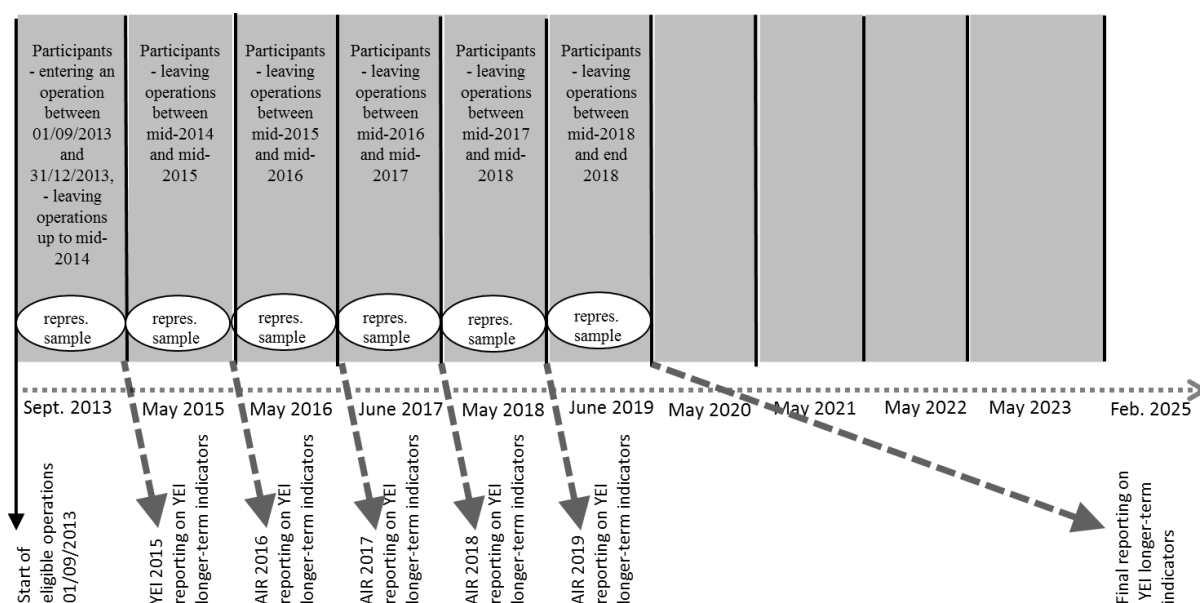 Participants
- entering an
operation
between
01/09/2013
and
31/12/2013,
- leaving
operations
up to mid-
2014
Participants
- leaving
operations
between
mid-2014
and mid-
2015
Participants
- leaving
operations
between
mid-2015
and mid-
2016
Participants
- leaving
operations
between
mid-2016
and mid-
2017
Participants
- leaving
operations
between
mid-2017
and mid-
2018
Participants
- leaving
operations
between
mid-2018
and end
2018
repres.
sample
repres.
sample
repres.
sample
repres.
sample
repres.
sample
repres.
sample
Sept. 2013
May 2015
May 2016
June 2017
May 2018
June 2019
May 2020
May 2021
May 2022
May 2023
Feb. 2025
Start of
eligible operations
01/09/2013
YEI 2015
reporting on YEI
longer-term indicators
AIR 2016
reporting on YEI
longer-term indicators
AIR 2017
reporting on YEI
longer-term indicators
AIR 2018
reporting on YEI
longer-term indicators
AIR 2019
reporting on YEI
longer-term indicators
Final reporting on
YEI longer-term
indicators